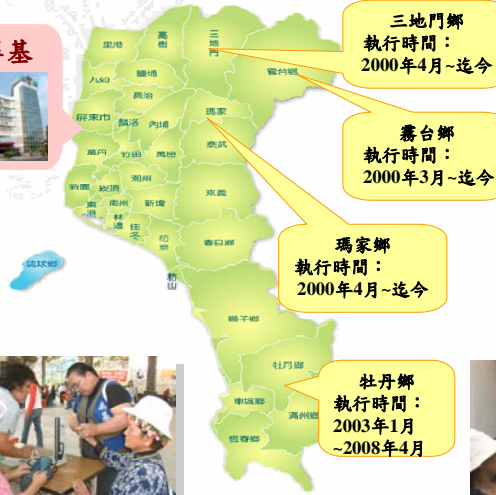 三地門鄉
執行時間：
2000年4月~迄今
霧台鄉
執行時間：
2000年3月~迄今
瑪家鄉
執行時間：
2000年4月~迄今
牡丹鄉
執行時間：
2003年1月
~2008年4月
基
里港
高樹
三地門
霧台鄉
九如
鹽埔
長治
屏東市
麟洛
內埔
瑪家
泰武
萬丹
竹田
萬巒
潮州
新園
崁頂
南州
新埤
來義
東港
林邊
佳冬
枋寮
春日鄉
枋山
琉球鄉
獅子鄉
牡丹鄉
車城鄉
滿州鄉
恆春鄉